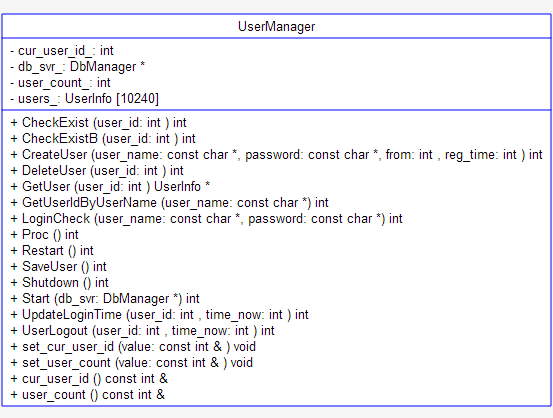 UserManager
- cur_user_id_: int
- db_svr_: DbManager *
- user_count_: int
- users_: UserInfo [10240]
+ CheckExist (user_id: int ) int
+ CheckExistB (user_id: int ) int
+ CreateUser (user_name: const char *, password: const char *, from: int , reg_time: int ) int
+ DeleteUser (user_id: int ) int
+ GetUser (user_id: int ) UserInfo *
+ GetUserIdByUserName (user_name: const char *) int
+ LoginCheck (user_name: const char *, password: const char *) int
+ Proc () int
+ Restart () int
+ SaveUser () int
+ Shutdown () int
+ Start (db_svr: DbManager *) int
+ UpdateLoginTime (user_id: int , time_now: int ) int
+ UserLogout (user_id: int , time_now: int ) int
+ set_cur_user_id (value: const int & ) void
+ set_user_count (value: const int & ) void
+ cur_user_id () const int &
+ user_count () const int &